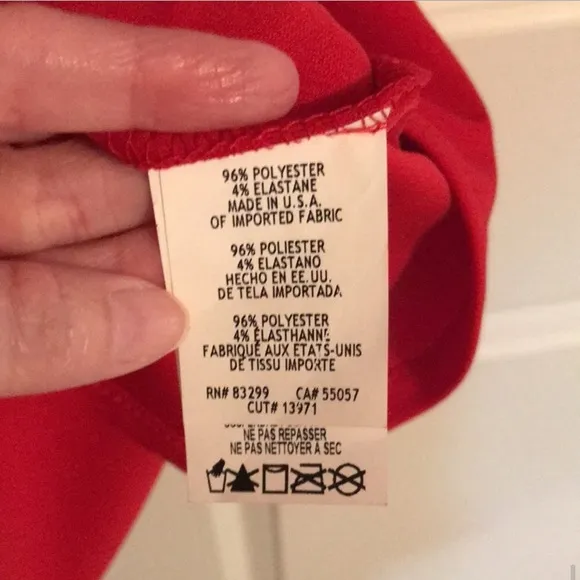 96% POLYESTER
4% ELASTANE
MADE IN U.S.A.
OF IMPORTED FABRIC
96% POLIESTER
4% ELASTANO
HECHO EN EE.UU.
DE TELA IMPORTADA
96% POLYESTER
4% ÉLASTHANNE
FABRIQUÉ AUX ETATS-UNIS
DE TISSU IMPORTE
RN# 83299 CA# 55057
CUT# 13971
NE PAS REPASSER
NE PAS NETTOYER A SEC